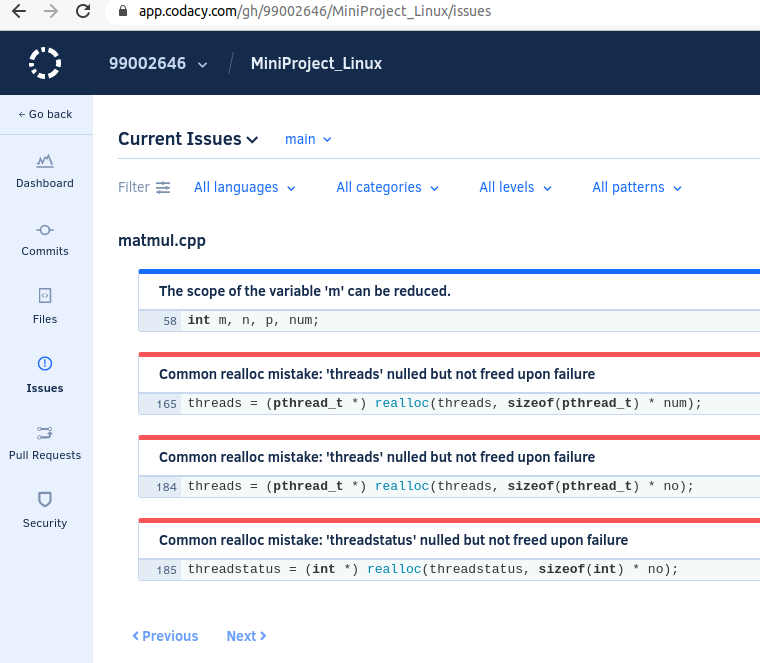 app.codacy.com/gh/99002646/MiniProject_Linux/issues
99002646 / MiniProject_Linux
← Go back
Dashboard
Commits
Files
Issues
Pull Requests
Security
Current Issues main
Filter All languages All categories All levels All patterns
matmul.cpp
The scope of the variable 'm' can be reduced.
58 int m, n, p, num;
Common realloc mistake: 'threads' nulled but not freed upon failure
165 threads = (pthread_t *) realloc(threads, sizeof(pthread_t) * num);
Common realloc mistake: 'threads' nulled but not freed upon failure
184 threads = (pthread_t *) realloc(threads, sizeof(pthread_t) * no);
Common realloc mistake: 'threadstatus' nulled but not freed upon failure
185 threadstatus = (int *) realloc(threadstatus, sizeof(int) * no);
Previous Next